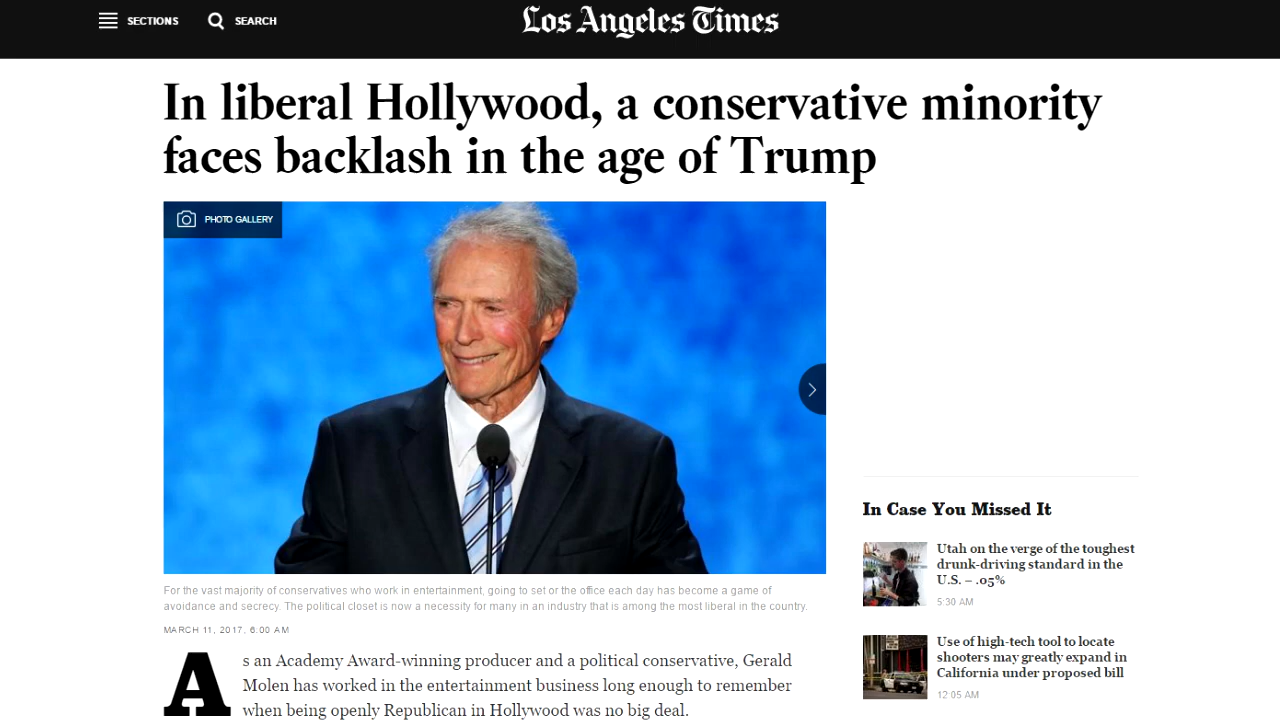 SECTIONS
SEARCH
Los Angeles Times
In liberal Hollywood, a conservative minority
faces backlash in the age of Trump
PHOTO GALLERY
For the vast majority of conservatives who work in entertainment, going to set or the office each day has become a game of
avoidance and secrecy. The political closet is now a necessity for many in an industry that is among the most liberal in the country.
MARCH 11, 2017, 6:00 AM
As an Academy Award-winning producer and a political conservative, Gerald
Molen has worked in the entertainment business long enough to remember
when being openly Republican in Hollywood was no big deal.
In Case You Missed It
Utah on the verge of the toughest
drunk-driving standard in the
U.S. – .05%
5:30 AM
Use of high-tech tool to locate
shooters may greatly expand in
California under proposed bill
12:05 AM